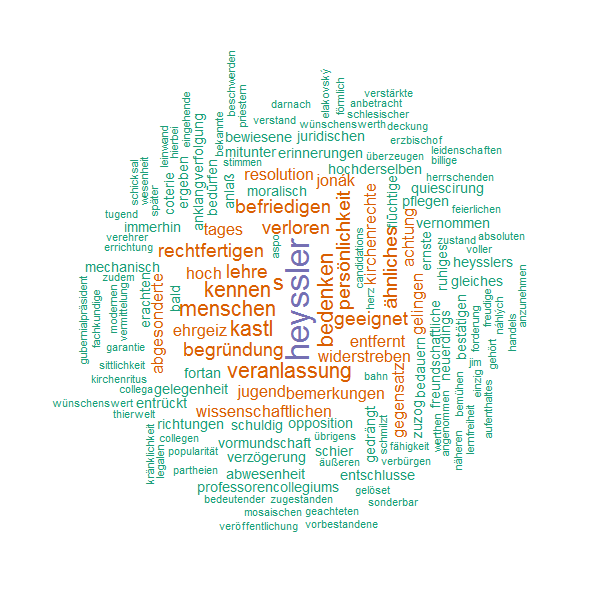 beschwerden
priestern
elakovský
förmlich
verstärkte
anbetracht
darnach
schlesischer
eingehende
bekannte
verstand
wünschenswerth
deckung
hierbei
leinwand
anklang
verfolgung
bewiesene
juridischen
erzbischof
leidenschaften
mitunter
erinnerungen
überzeugen
billige
stimmen
hochderselben
schicksal
wesenheit
später
coterie
ergeben
bedürfen
anlaß
resolution
jonák
herrschenden
moralisch
kirchenrechte
flüchtige
quiescirung
pflegen
tugend
befriedigen
persönlichkeit
feierlichen
immerhin
tages
verloren
achtung
vernommen
verehrer
errichtung
rechtfertigen
heyssler
bedenken
ähnliches
ernste
zustand
absoluten
aspo
candidations
ruhiges
voller
mechanisch
hoch
lehre
heysslers
zudem
abgesonderte
kennen
s
herz
gleiches
gubernialpräsident
fachkundige
modernen
vermittelung
erachten
bald
menschen
geeignet
gelingen
freundschaftliche
neuerdings
bestätigen
forderung
freudige
nählých
anzunehmen
ehrgeiz
kastl
garantie
begründung
entfernt
gehört
handels
widerstreben
sittlichkeit
fortan
veranlassung
bahn
gegensatz
bedauern
jim
kirchenritus
collega
gelegenheit
jugend
bemerkungen
zuzog
werthen
angenommen
bemühen
einzig
aufenthaltes
wünschenswert
entrückt
thierwelt
wissenschaftlichen
gedrängt
schmilzt
lernfreiheit
richtungen
schuldig
opposition
kränklichkeit
legalen
collegen
vormundschaft
übrigens
fähigkeit
näheren
popularität
verzögerung
schier
verbürgen
partheien
abwesenheit
äußeren
entschlusse
professorencollegiums
gelöset
bedeutender
zugestanden
sonderbar
mosaischen
geachteten
veröffentlichung
vorbestandene